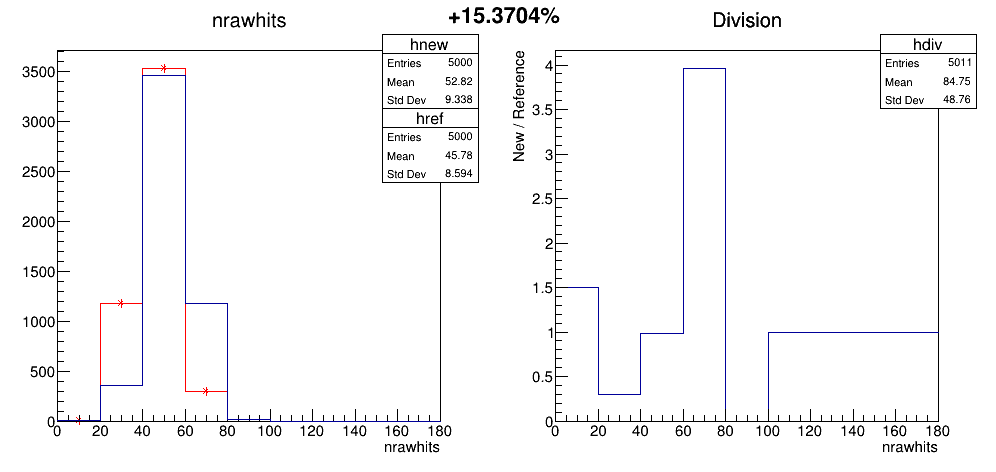 +15.3704%
nrawhits
hnew
Entries 5000
Mean 52.82
Std Dev 9.338
href
Entries 5000
Mean 45.78
Std Dev 8.594
3500
3000
2500
2000
1500
1000
500
0
0 20 40 60 80 100 120 140 160 180
nrawhits
Division
hdiv
Entries 5011
Mean 84.75
Std Dev 48.76
New / Reference
4
3.5
3
2.5
2
1.5
1
0.5
0
0 20 40 60 80 100 120 140 160 180
nrawhits